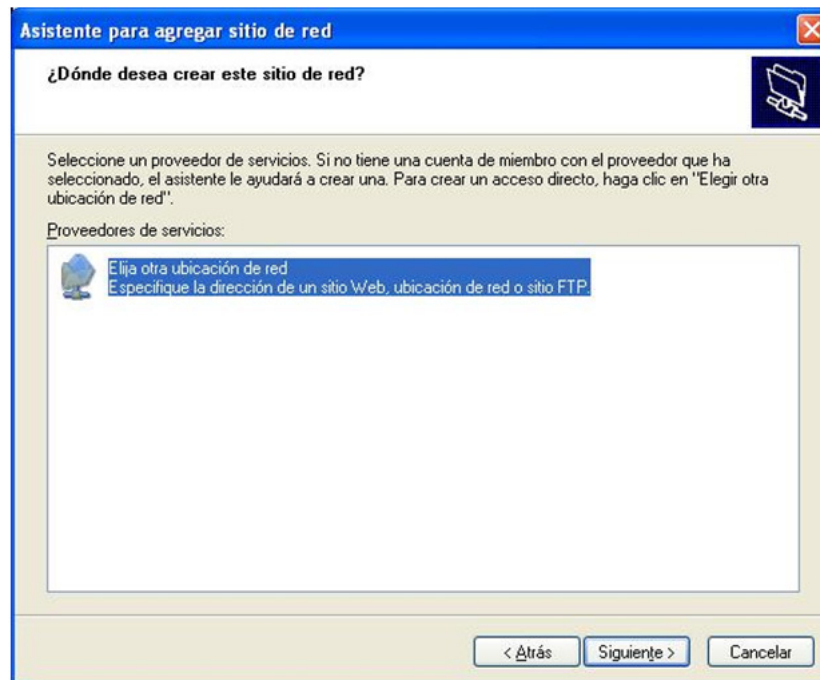 Asistente para agregar sitio de red
¿Dónde desea crear este sitio de red?
Seleccione un proveedor de servicios. Si no tiene una cuenta de miembro con el proveedor que ha
seleccionado, el asistente le ayudará a crear una. Para crear un acceso directo, haga clic en "Elegir otra
ubicación de red".
Proveedores de servicios:
Elija otra ubicación de red
Especifique la dirección de un sitio Web, ubicación de red o sitio FTP.
< Atrás
Siguiente >
Cancelar